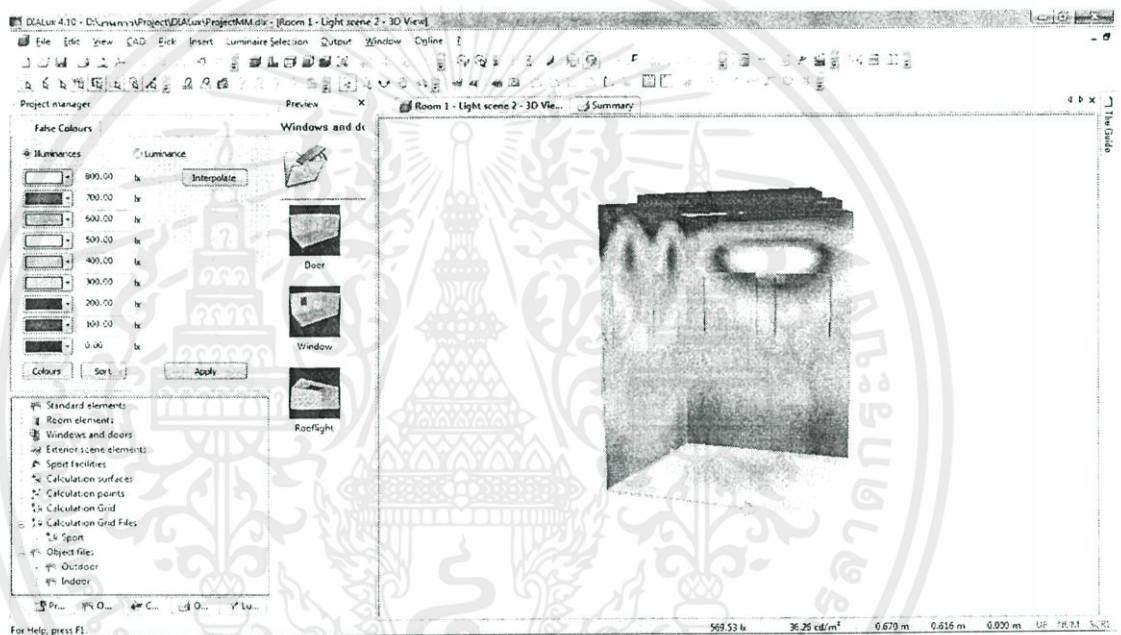 DIALux 4.10 - Project\DIALux\ProjectMM.dlx - [Room 1 - Light scene 2 - 3D View]
File Edit View CAD Pick Insert Luminaire Selection Output Window Online ?
Project manager
Preview x
Room 1 - Light scene 2 - 3D Vie... Summary
The Guide
False Colours
Windows and do
Illuminances Luminance
800.00 lx Interpolate
700.00 lx
600.00 lx
500.00 lx
400.00 lx
300.00 lx
200.00 lx
100.00 lx
0.00 lx
Colours Sort Apply
Door
Window
Rooflight
Standard elements
Room elements
Windows and doors
Exterior scene elements
Sport facilities
Calculation surfaces
Calculation points
Calculation Grid
Calculation Grid Files
Sport
Object files
Outdoor
Indoor
Pr... O... C... O... Lu...
For Help, press F1.
569.53 lx 36.26 cd/m² 0.670 m 0.616 m 0.000 m UF NUM SCRL